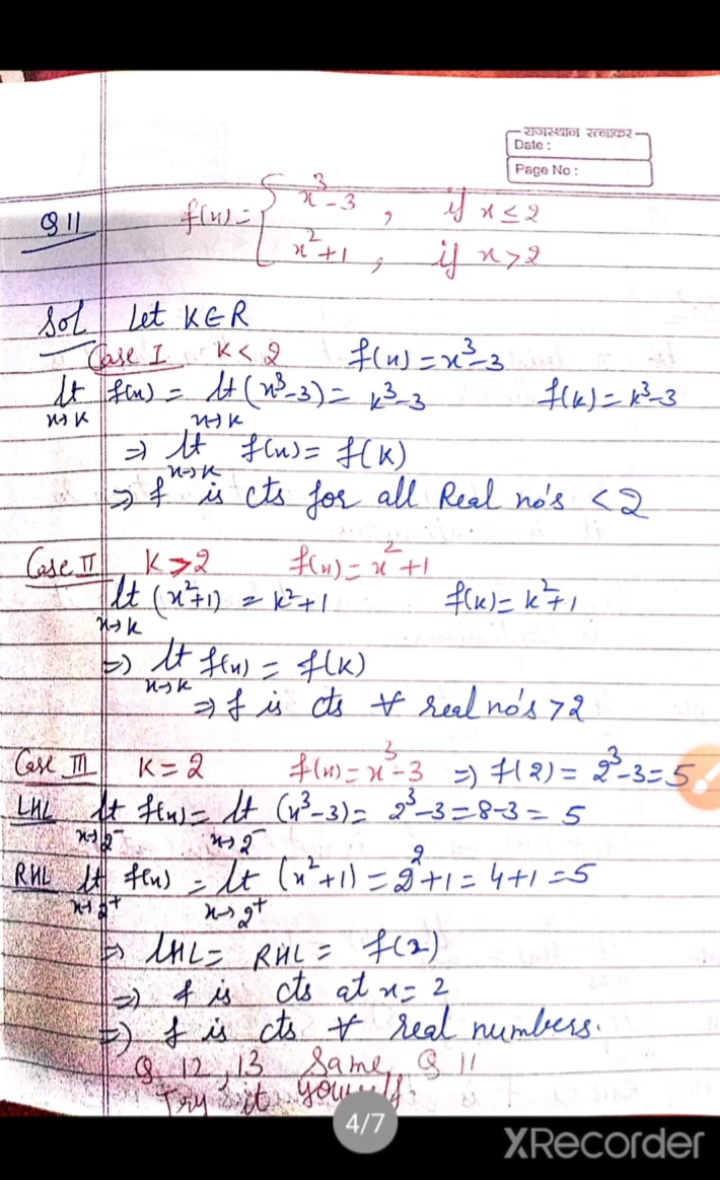 राजस्थान रत्नाकर
Date :
Page No :
Q 11 f(x) = { x³-3 , if x ≤ 2
x²+1 , if x > 2
Sol Let K ∈ R
Case I K < 2 f(x) = x³-3
lt x→K f(x) = lt x→K (x³-3) = k³-3 f(k) = k³-3
⇒ lt x→K f(x) = f(K)
⇒ f is cts for all Real no's < 2
Case II K > 2 f(x) = x²+1
lt x→K (x²+1) = k²+1 f(k) = k²+1
⇒ lt x→K f(x) = f(K)
⇒ f is cts ∀ real no's > 2
Case III K = 2 f(x) = x³-3 ⇒ f(2) = 2³-3 = 5
LHL lt x→2⁻ f(x) = lt x→2⁻ (x³-3) = 2³-3 = 8-3 = 5
RHL lt x→2⁺ f(x) = lt x→2⁺ (x²+1) = 2²+1 = 4+1 = 5
⇒ LHL = RHL = f(2)
⇒ f is cts at x = 2
⇒ f is cts ∀ real numbers.
Q 12, 13 Same Q 11
Try it yourself.
4/7
XRecorder